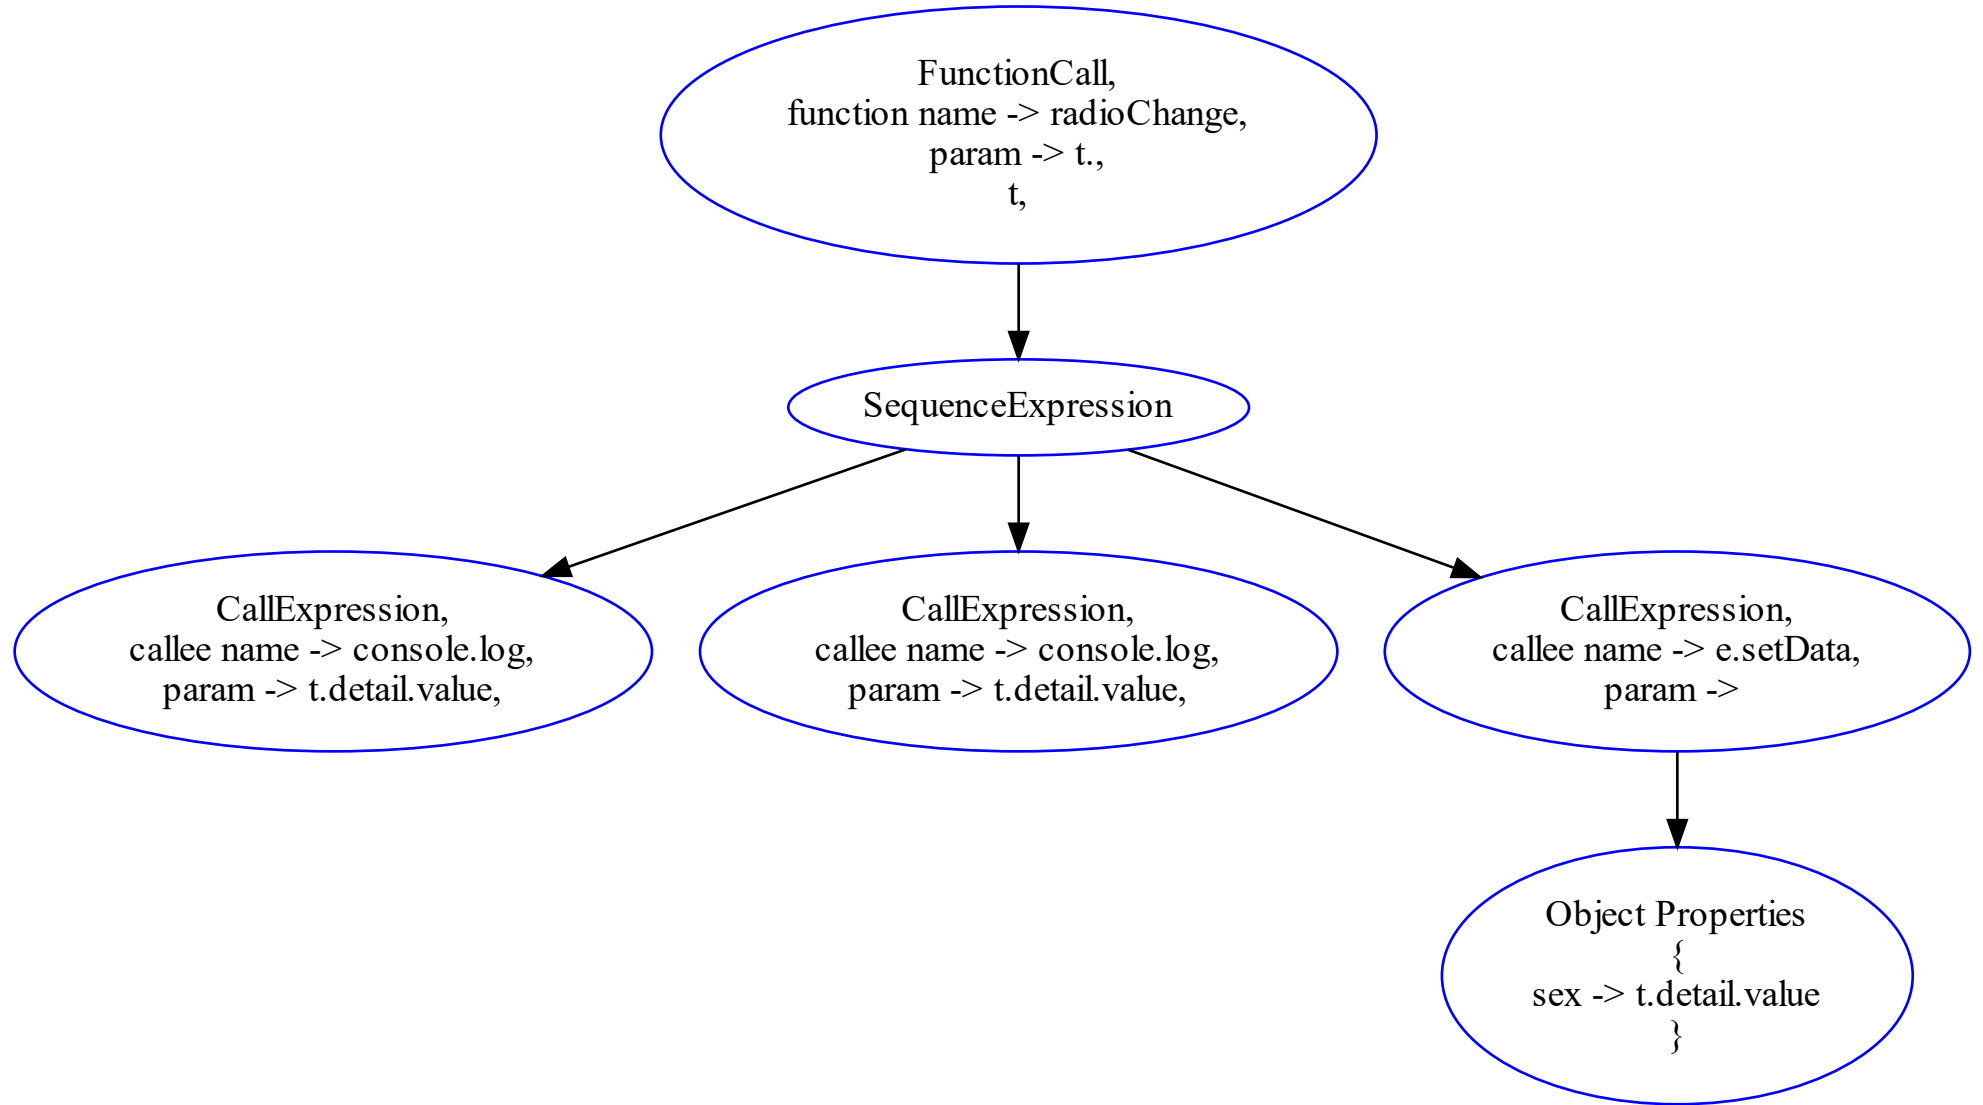 FunctionCall,
function name -> radioChange,
param -> t.,
t,
SequenceExpression
CallExpression,
callee name -> console.log,
param -> t.detail.value,
CallExpression,
callee name -> console.log,
param -> t.detail.value,
CallExpression,
callee name -> e.setData,
param ->
Object Properties
{
sex -> t.detail.value
}